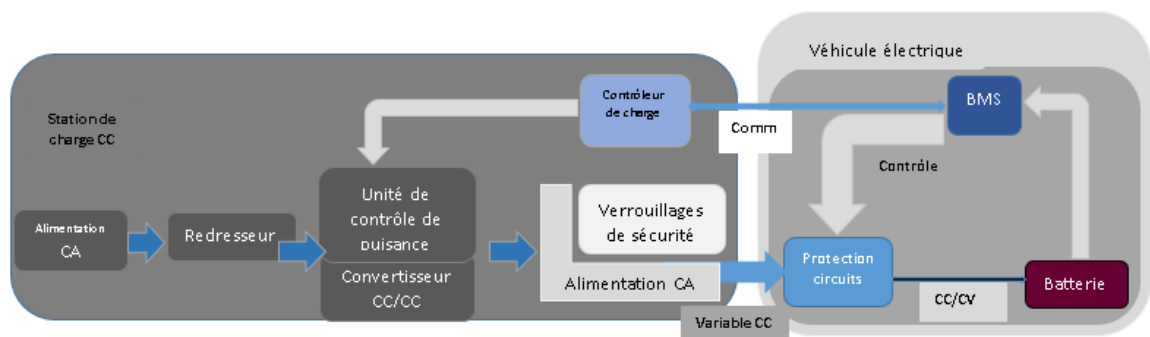 Véhicule électrique
Station de
charge CC
Contrôleur
de charge
BMS
Comm
Contrôle
Alimentation
CA
Redresseur
Unité de
contrôle de
puisance
Convertisseur
CC/CC
Verrouillages
de sécurité
Alimentation CA
Variable CC
Protection
circuits
CC/CV
Batterie